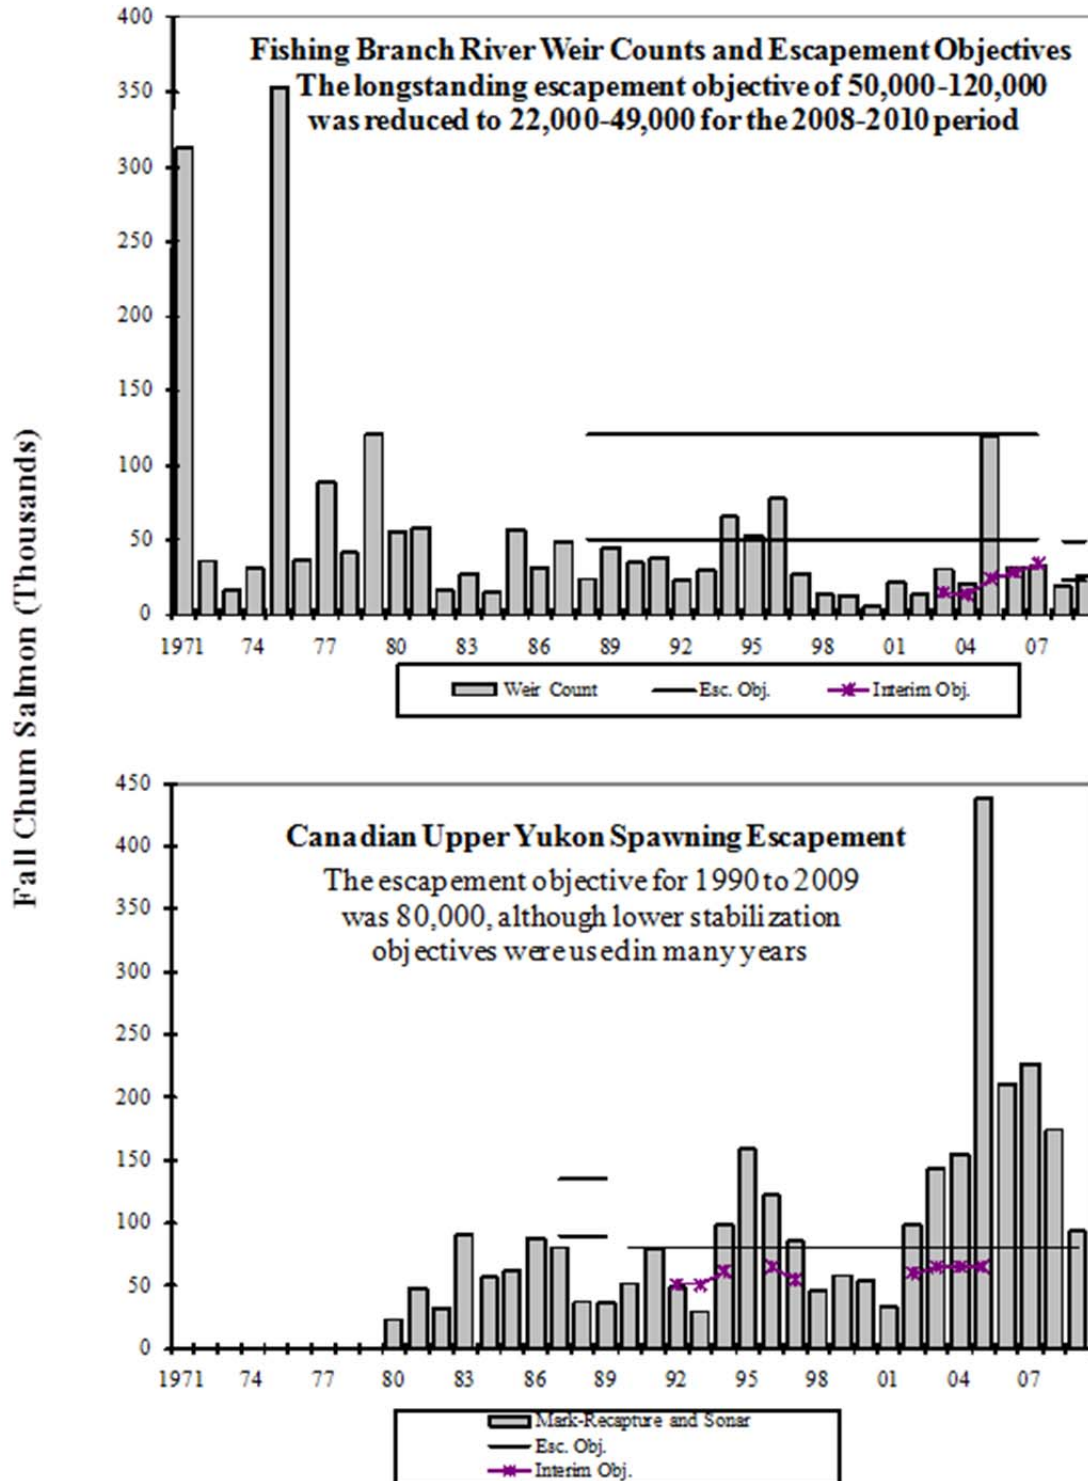 Fall Chum Salmon (Thousands)
Fishing Branch River Weir Counts and Escapement Objectives
The longstanding escapement objective of 50,000-120,000
was reduced to 22,000-49,000 for the 2008-2010 period
400
350
300
250
200
150
100
50
0
1971 74 77 80 83 86 89 92 95 98 01 04 07
Weir Count Esc. Obj. Interim Obj.
450
Canadian Upper Yukon Spawning Escapement
The escapement objective for 1990 to 2009
was 80,000, although lower stabilization
objectives were used in many years
400
350
300
250
200
150
100
50
0
1971 74 77 80 83 86 89 92 95 98 01 04 07
Mark-Recapture and Sonar
Esc. Obj.
Interim Obj.